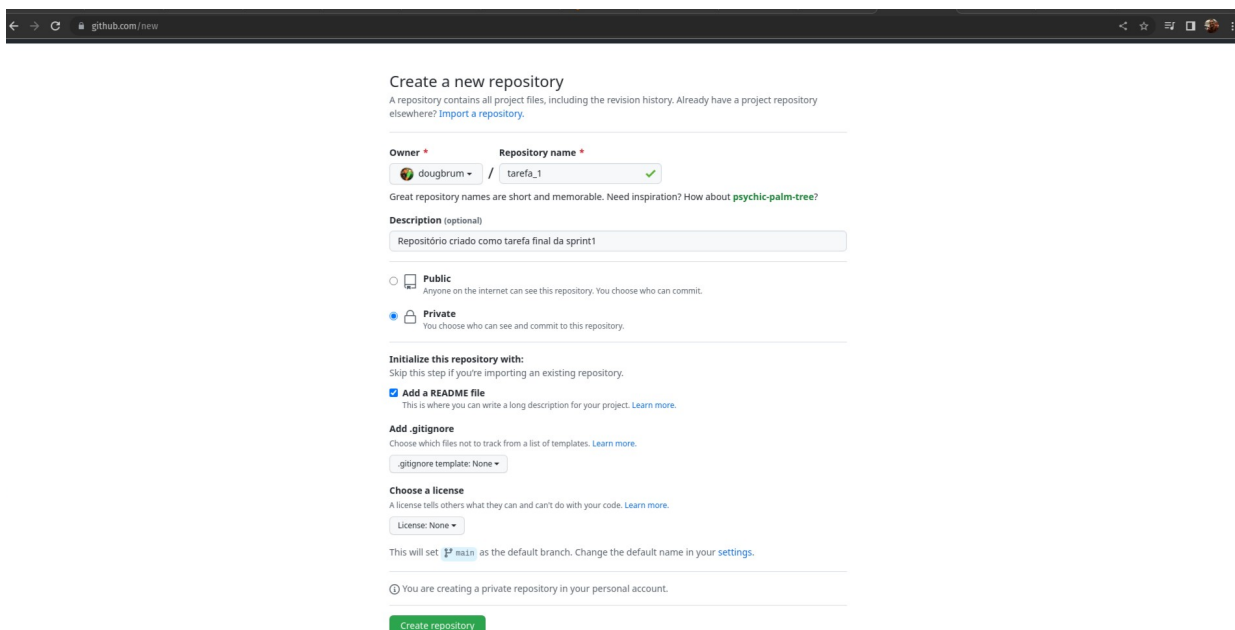 github.com/new
Create a new repository
A repository contains all project files, including the revision history. Already have a project repository
elsewhere? Import a repository.
Owner * Repository name *
dougbrum / tarefa_1
Great repository names are short and memorable. Need inspiration? How about psychic-palm-tree?
Description (optional)
Repositório criado como tarefa final da sprint1
Public
Anyone on the internet can see this repository. You choose who can commit.
Private
You choose who can see and commit to this repository.
Initialize this repository with:
Skip this step if you're importing an existing repository.
Add a README file
This is where you can write a long description for your project. Learn more.
Add .gitignore
Choose which files not to track from a list of templates. Learn more.
.gitignore template: None
Choose a license
A license tells others what they can and can't do with your code. Learn more.
License: None
This will set main as the default branch. Change the default name in your settings.
You are creating a private repository in your personal account.
Create repository